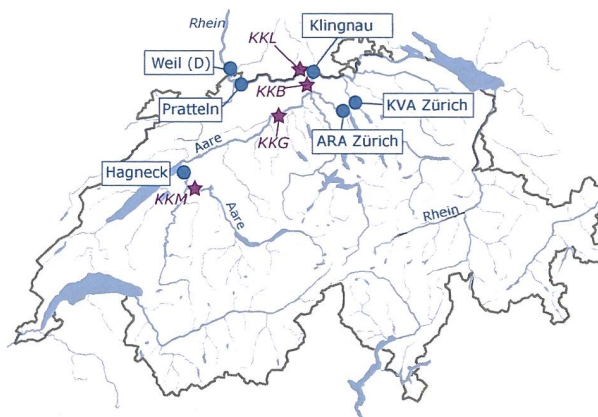 Rhein
KKL
Klingnau
Weil (D)
KKB
Pratteln
KVA Zürich
KKG
ARA Zürich
Aare
Hagneck
KKM
Aare
Rhein